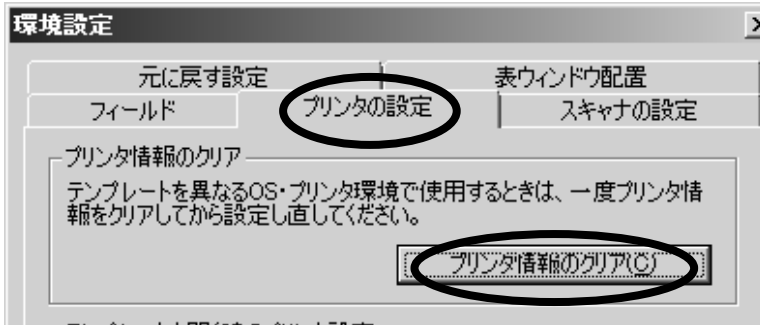 環境設定
元に戻す設定
表ウィンドウ配置
フィールド
プリンタの設定
スキャナの設定
プリンタ情報のクリア
テンプレートを異なるOS・プリンタ環境で使用するときは、一度プリンタ情
報をクリアしてから設定し直してください。
プリンタ情報のクリア(C)